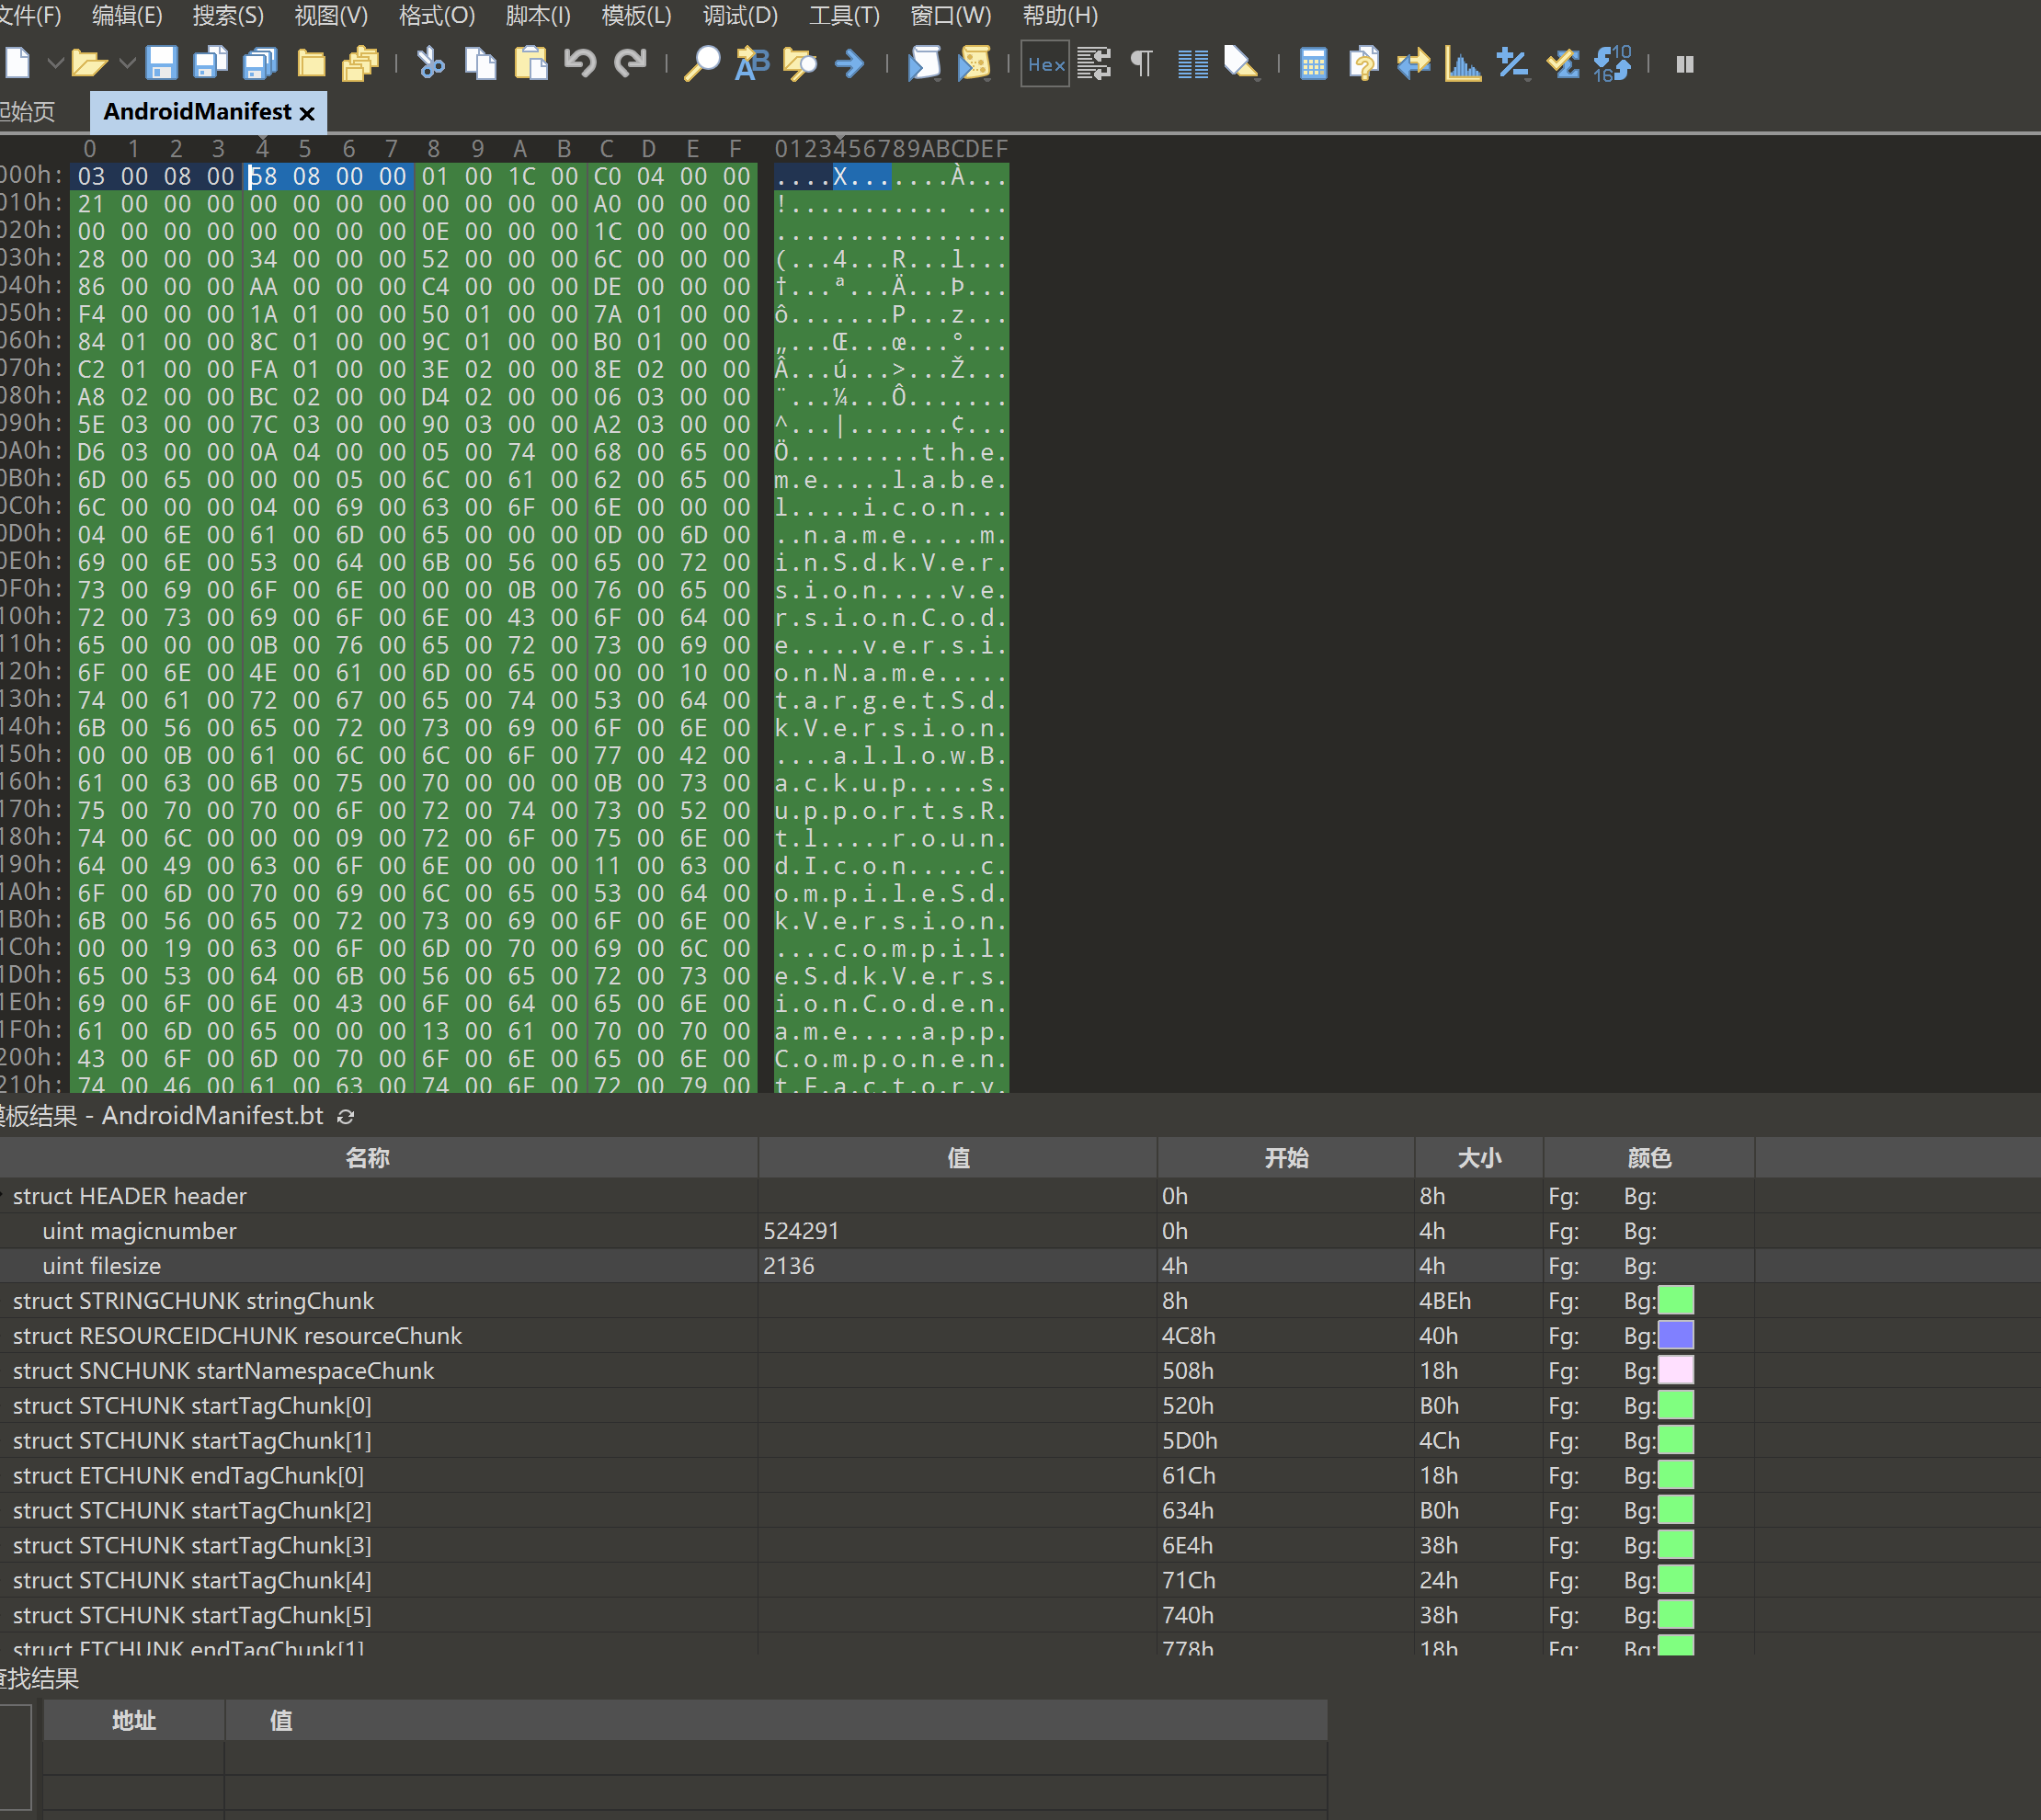 文件(F) 编辑(E) 搜索(S) 视图(V) 格式(O) 脚本(I) 模板(L) 调试(D) 工具(T) 窗口(W) 帮助(H)
Hex
起始页 AndroidManifest x
0 1 2 3 4 5 6 7 8 9 A B C D E F 0123456789ABCDEF
000h: 03 00 08 00 58 08 00 00 01 00 1C 00 C0 04 00 00 ....X.......À...
010h: 21 00 00 00 00 00 00 00 00 00 00 00 A0 00 00 00 !........... ...
020h: 00 00 00 00 00 00 00 00 0E 00 00 00 1C 00 00 00 ................
030h: 28 00 00 00 34 00 00 00 52 00 00 00 6C 00 00 00 (...4...R...l...
040h: 86 00 00 00 AA 00 00 00 C4 00 00 00 DE 00 00 00 †...ª...Ä...Þ...
050h: F4 00 00 00 1A 01 00 00 50 01 00 00 7A 01 00 00 ô.......P...z...
060h: 84 01 00 00 8C 01 00 00 9C 01 00 00 B0 01 00 00 „...Œ...œ...°...
070h: C2 01 00 00 FA 01 00 00 3E 02 00 00 8E 02 00 00 Â...ú...>...Ž...
080h: A8 02 00 00 BC 02 00 00 D4 02 00 00 06 03 00 00 ¨...¼...Ô.......
090h: 5E 03 00 00 7C 03 00 00 90 03 00 00 A2 03 00 00 ^...|.......¢...
0A0h: D6 03 00 00 0A 04 00 00 05 00 74 00 68 00 65 00 Ö.........t.h.e.
0B0h: 6D 00 65 00 00 00 05 00 6C 00 61 00 62 00 65 00 m.e.....l.a.b.e.
0C0h: 6C 00 00 00 04 00 69 00 63 00 6F 00 6E 00 00 00 l.....i.c.o.n...
0D0h: 04 00 6E 00 61 00 6D 00 65 00 00 00 0D 00 6D 00 ..n.a.m.e.....m.
0E0h: 69 00 6E 00 53 00 64 00 6B 00 56 00 65 00 72 00 i.n.S.d.k.V.e.r.
0F0h: 73 00 69 00 6F 00 6E 00 00 00 0B 00 76 00 65 00 s.i.o.n.....v.e.
100h: 72 00 73 00 69 00 6F 00 6E 00 43 00 6F 00 64 00 r.s.i.o.n.C.o.d.
110h: 65 00 00 00 0B 00 76 00 65 00 72 00 73 00 69 00 e.....v.e.r.s.i.
120h: 6F 00 6E 00 4E 00 61 00 6D 00 65 00 00 00 10 00 o.n.N.a.m.e.....
130h: 74 00 61 00 72 00 67 00 65 00 74 00 53 00 64 00 t.a.r.g.e.t.S.d.
140h: 6B 00 56 00 65 00 72 00 73 00 69 00 6F 00 6E 00 k.V.e.r.s.i.o.n.
150h: 00 00 0B 00 61 00 6C 00 6C 00 6F 00 77 00 42 00 ....a.l.l.o.w.B.
160h: 61 00 63 00 6B 00 75 00 70 00 00 00 0B 00 73 00 a.c.k.u.p.....s.
170h: 75 00 70 00 70 00 6F 00 72 00 74 00 73 00 52 00 u.p.p.o.r.t.s.R.
180h: 74 00 6C 00 00 00 09 00 72 00 6F 00 75 00 6E 00 t.l.....r.o.u.n.
190h: 64 00 49 00 63 00 6F 00 6E 00 00 00 11 00 63 00 d.I.c.o.n.....c.
1A0h: 6F 00 6D 00 70 00 69 00 6C 00 65 00 53 00 64 00 o.m.p.i.l.e.S.d.
1B0h: 6B 00 56 00 65 00 72 00 73 00 69 00 6F 00 6E 00 k.V.e.r.s.i.o.n.
1C0h: 00 00 19 00 63 00 6F 00 6D 00 70 00 69 00 6C 00 ....c.o.m.p.i.l.
1D0h: 65 00 53 00 64 00 6B 00 56 00 65 00 72 00 73 00 e.S.d.k.V.e.r.s.
1E0h: 69 00 6F 00 6E 00 43 00 6F 00 64 00 65 00 6E 00 i.o.n.C.o.d.e.n.
1F0h: 61 00 6D 00 65 00 00 00 13 00 61 00 70 00 70 00 a.m.e.....a.p.p.
200h: 43 00 6F 00 6D 00 70 00 6F 00 6E 00 65 00 6E 00 C.o.m.p.o.n.e.n.
210h: 74 00 46 00 61 00 63 00 74 00 6F 00 72 00 79 00 t.F.a.c.t.o.r.y.
模板结果 - AndroidManifest.bt
名称 值 开始 大小 颜色
struct HEADER header 0h 8h Fg: Bg:
uint magicnumber 524291 0h 4h Fg: Bg:
uint filesize 2136 4h 4h Fg: Bg:
struct STRINGCHUNK stringChunk 8h 4BEh Fg: Bg:
struct RESOURCEIDCHUNK resourceChunk 4C8h 40h Fg: Bg:
struct SNCHUNK startNamespaceChunk 508h 18h Fg: Bg:
struct STCHUNK startTagChunk[0] 520h B0h Fg: Bg:
struct STCHUNK startTagChunk[1] 5D0h 4Ch Fg: Bg:
struct ETCHUNK endTagChunk[0] 61Ch 18h Fg: Bg:
struct STCHUNK startTagChunk[2] 634h B0h Fg: Bg:
struct STCHUNK startTagChunk[3] 6E4h 38h Fg: Bg:
struct STCHUNK startTagChunk[4] 71Ch 24h Fg: Bg:
struct STCHUNK startTagChunk[5] 740h 38h Fg: Bg:
struct ETCHUNK endTagChunk[1] 778h 18h Fg: Bg:
查找结果
地址 值